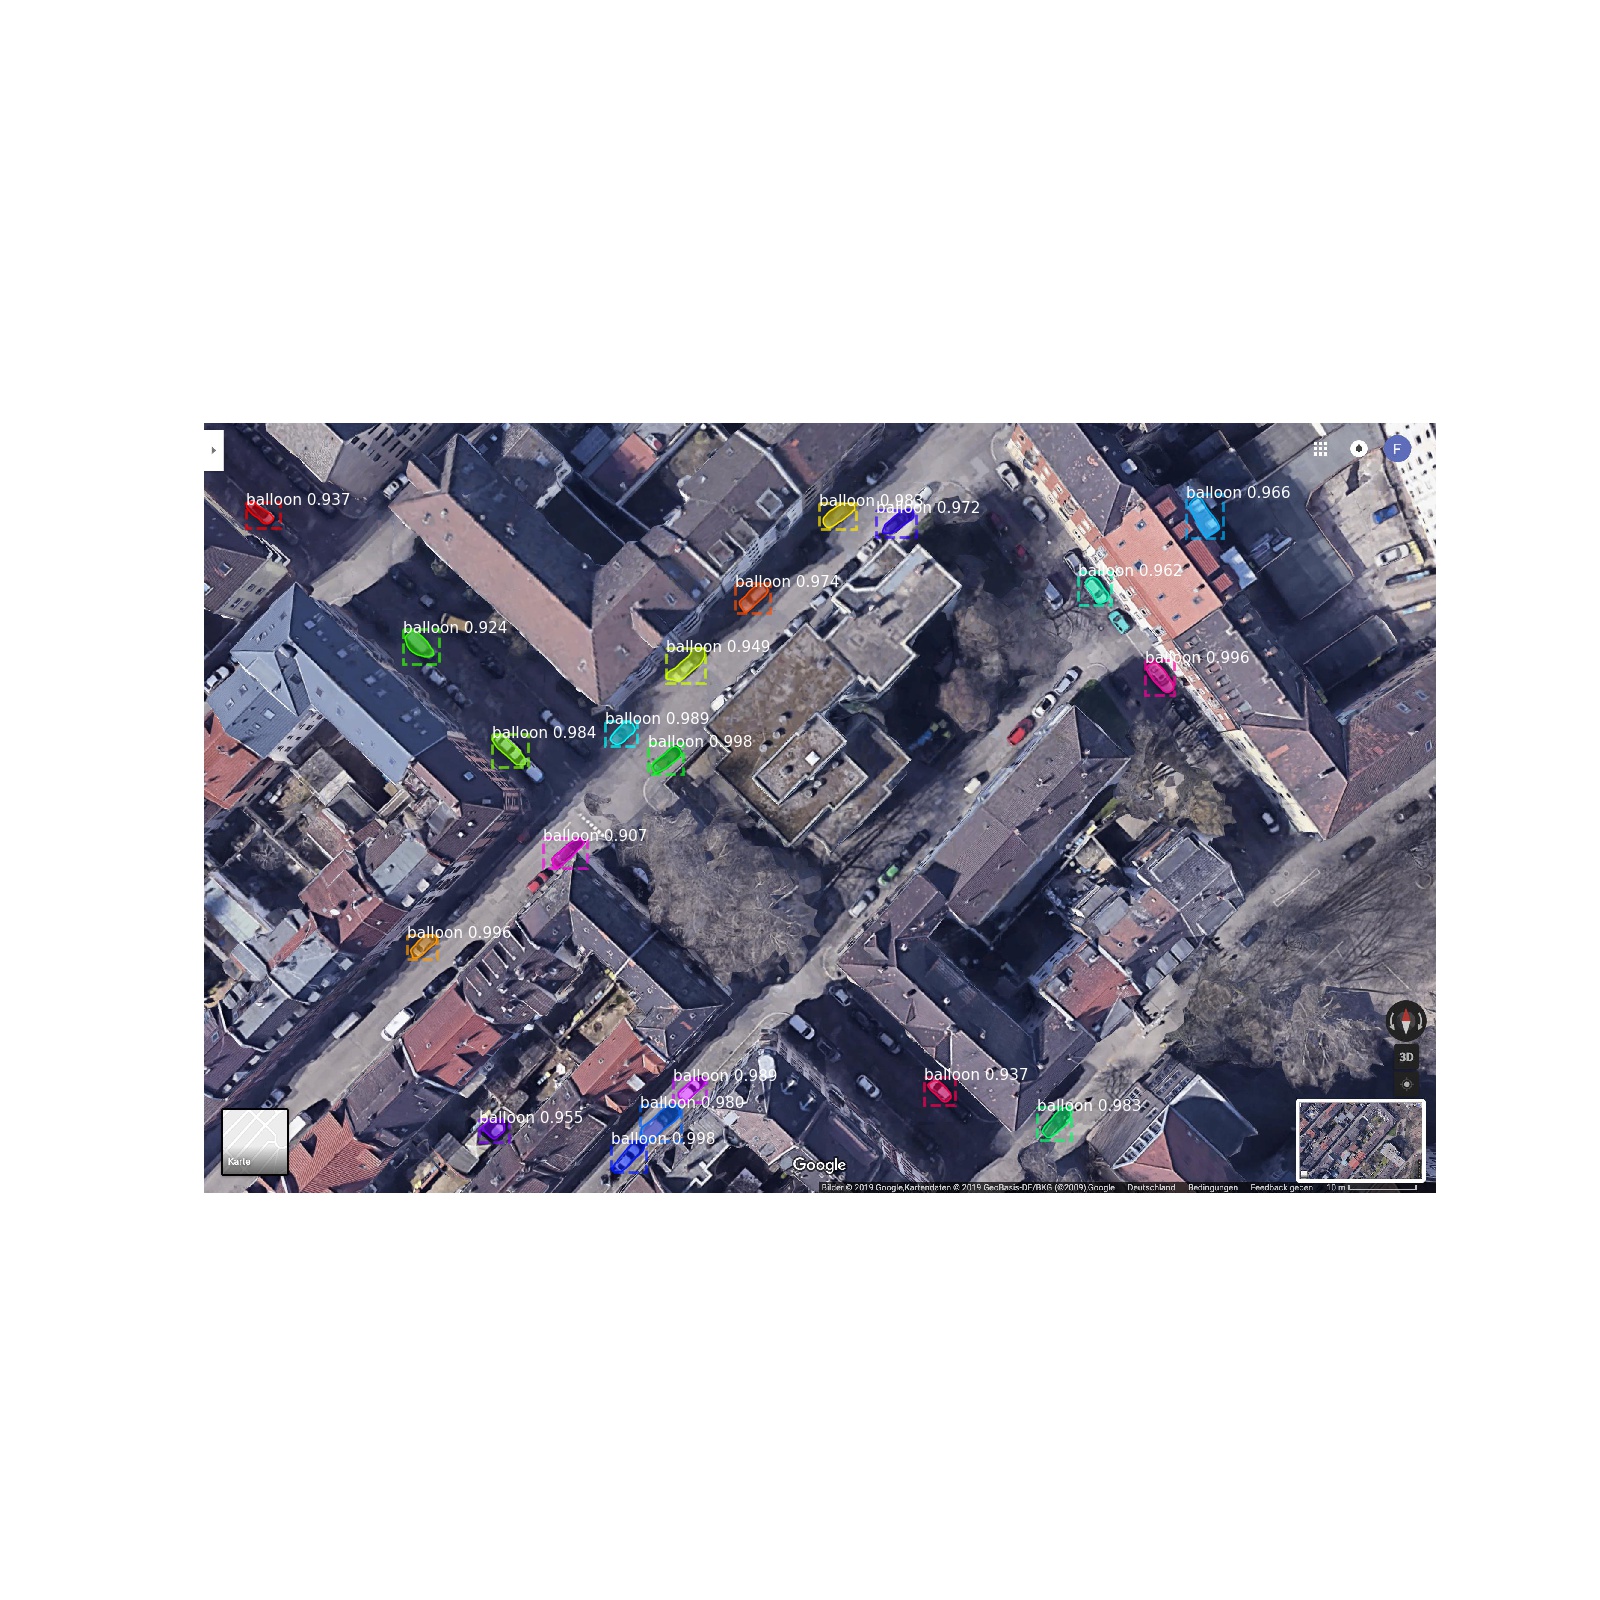 F
balloon 0.966
balloon 0.937
balloon 0.983
balloon 0.972
balloon 0.962
balloon 0.974
balloon 0.924
balloon 0.949
balloon 0.996
balloon 0.989
balloon 0.984
balloon 0.998
balloon 0.907
balloon 0.996
3D
balloon 0.989
balloon 0.937
balloon 0.980
balloon 0.983
balloon 0.955
balloon 0.998
Karte
Google
Bilder © 2019 Google,Kartendaten © 2019 GeoBasis-DE/BKG (©2009),Google Deutschland Bedingungen Feedback geben 10 m